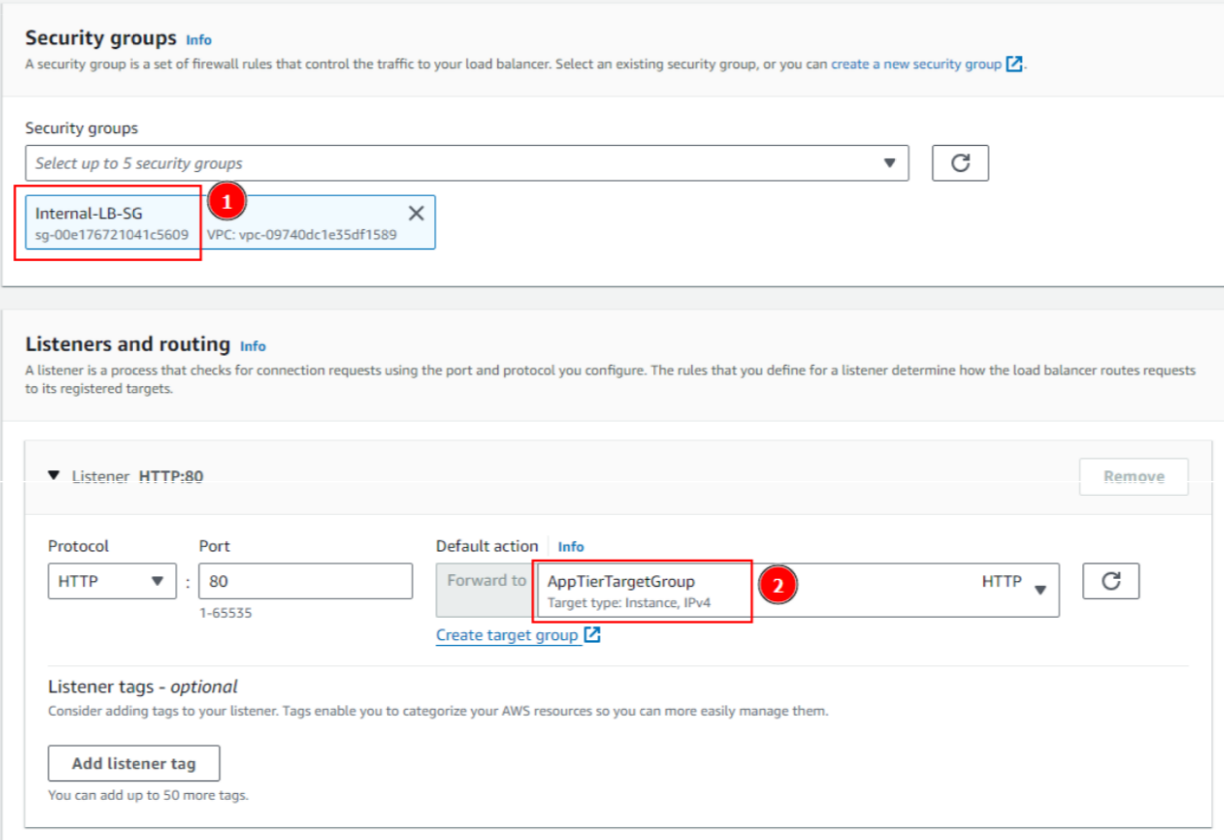 Security groups Info
A security group is a set of firewall rules that control the traffic to your load balancer. Select an existing security group, or you can create a new security group.
Security groups
Select up to 5 security groups
Internal-LB-SG
1
sg-00e176721041c5609 VPC: vpc-09740dc1e35df1589
Listeners and routing Info
A listener is a process that checks for connection requests using the port and protocol you configure. The rules that you define for a listener determine how the load balancer routes requests
to its registered targets.
Listener HTTP:80 Remove
Protocol Port Default action Info
HTTP : 80 Forward to AppTierTargetGroup 2 HTTP
Target type: Instance, IPv4
1-65535
Create target group
Listener tags - optional
Consider adding tags to your listener. Tags enable you to categorize your AWS resources so you can more easily manage them.
Add listener tag
You can add up to 50 more tags.